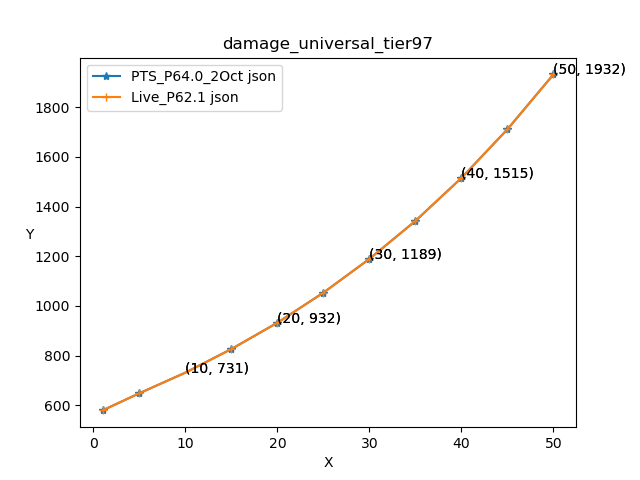 damage_universal_tier97
PTS_P64.0_2Oct json
Live_P62.1 json
(50, 1932)
(40, 1515)
(30, 1189)
(20, 932)
(10, 731)
1800
1600
1400
1200
1000
800
600
Y
0 10 20 30 40 50
X